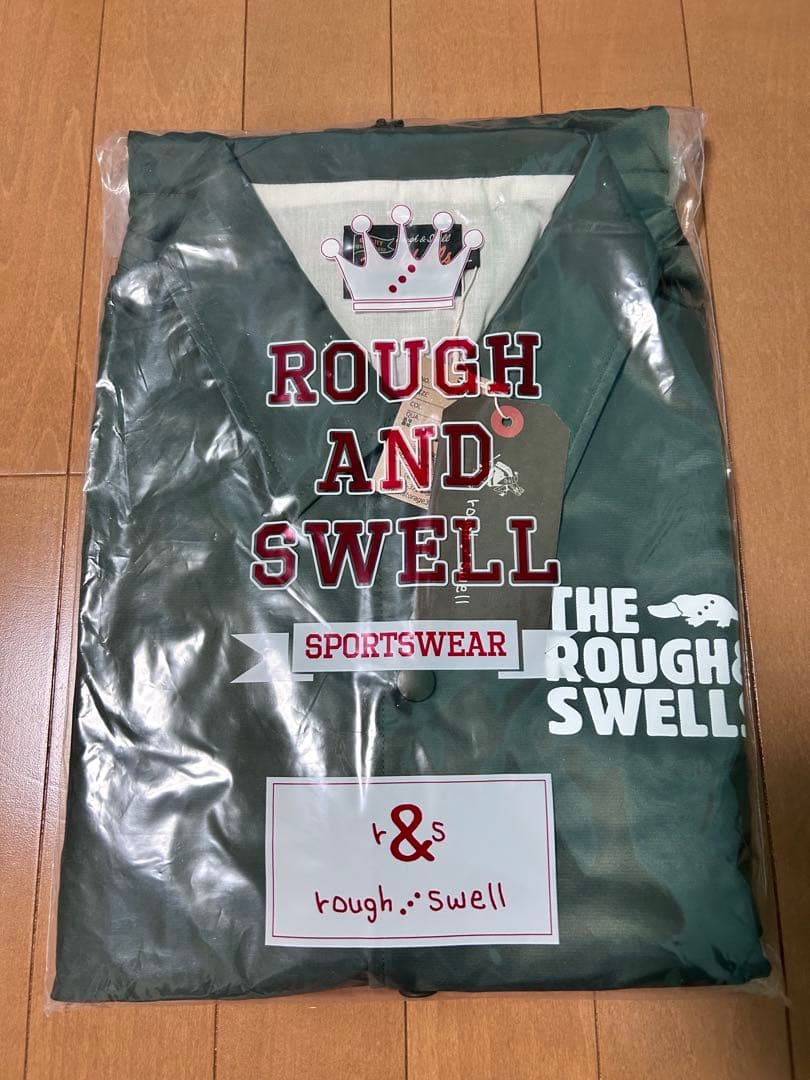 ROUGH
AND
SWELL
SPORTSWEAR
THE
ROUGH&
SWELLS
r&s
rough swell